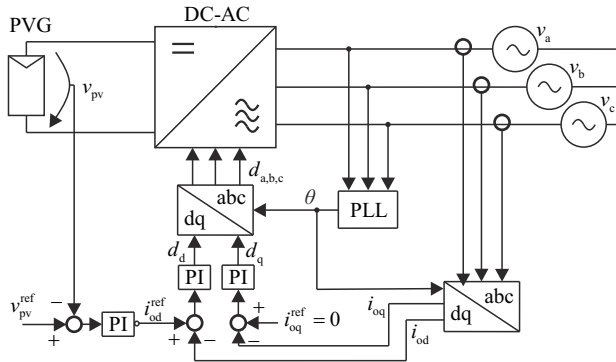 PVG
DC-AC
v_a
v_b
v_c
v_pv
d_a,b,c
θ
PLL
abc
dq
d_d
d_q
PI
PI
abc
dq
v_pv^ref
−
+
PI
i_od^ref
+
−
+
−
i_oq^ref = 0
i_oq
i_od